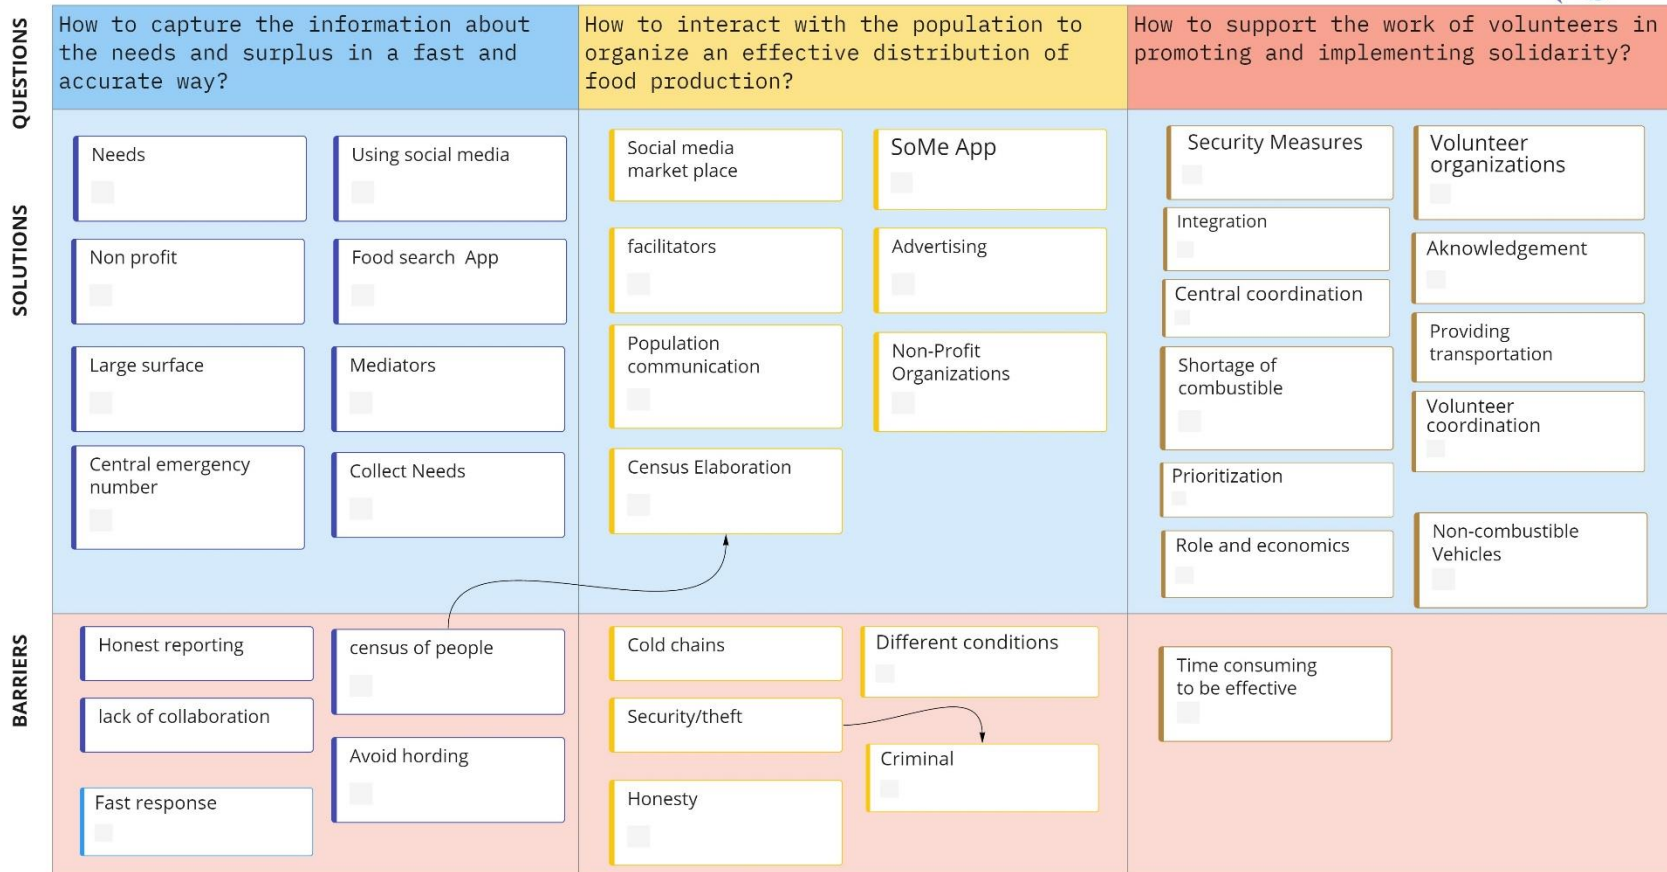 QUESTIONS
How to capture the information about
the needs and surplus in a fast and
accurate way?
How to interact with the population to
organize an effective distribution of
food production?
How to support the work of volunteers in
promoting and implementing solidarity?
SOLUTIONS
Needs
Using social media
Non profit
Food search App
Large surface
Mediators
Central emergency
number
Collect Needs
Social media
market place
SoMe App
facilitators
Advertising
Population
communication
Non-Profit
Organizations
Census Elaboration
Security Measures
Volunteer
organizations
Integration
Aknowledgement
Central coordination
Providing
transportation
Shortage of
combustible
Volunteer
coordination
Prioritization
Role and economics
Non-combustible
Vehicles
BARRIERS
Honest reporting
census of people
lack of collaboration
Avoid hording
Fast response
Cold chains
Different conditions
Security/theft
Criminal
Honesty
Time consuming
to be effective